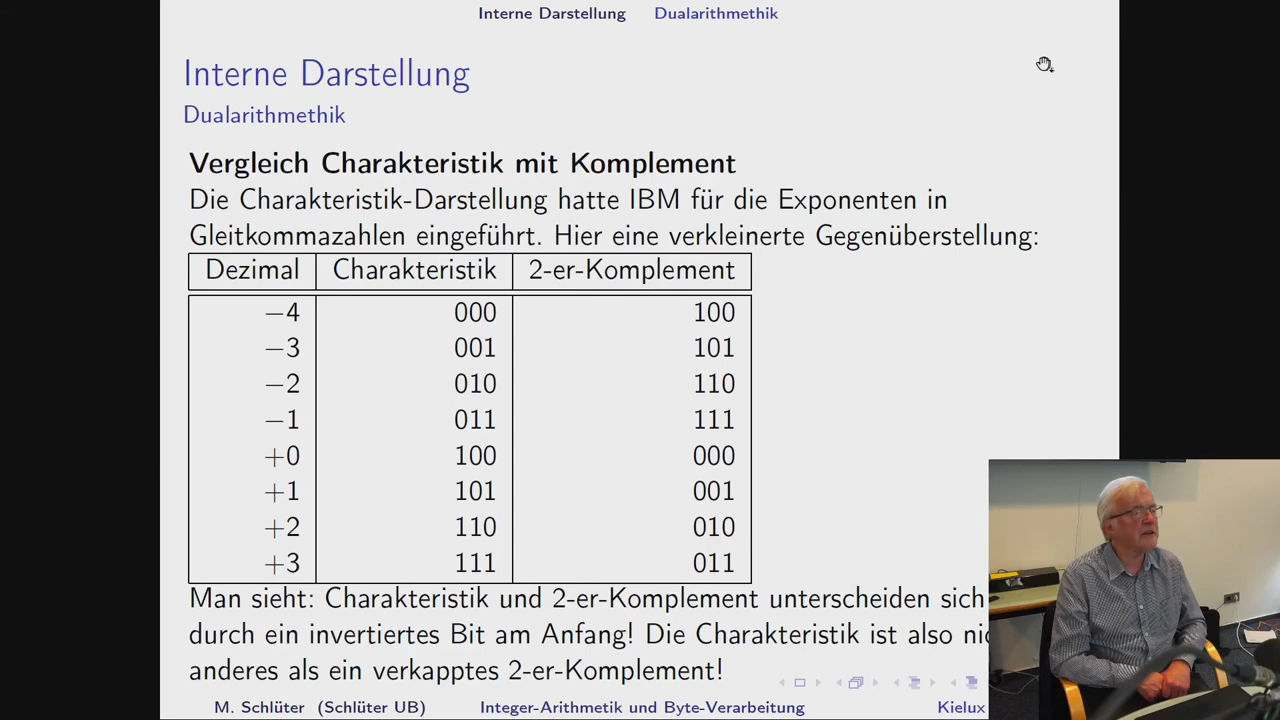 Interne Darstellung Dualarithmethik
Interne Darstellung
Dualarithmethik
Vergleich Charakteristik mit Komplement
Die Charakteristik-Darstellung hatte IBM für die Exponenten in
Gleitkommazahlen eingeführt. Hier eine verkleinerte Gegenüberstellung:
Dezimal Charakteristik 2-er-Komplement
−4 000 100
−3 001 101
−2 010 110
−1 011 111
+0 100 000
+1 101 001
+2 110 010
+3 111 011
Man sieht: Charakteristik und 2-er-Komplement unterscheiden sich
durch ein invertiertes Bit am Anfang! Die Charakteristik ist also
anderes als ein verkapptes 2-er-Komplement!
M. Schlüter (Schlüter UB) Integer-Arithmetik und Byte-Verarbeitung Kielux